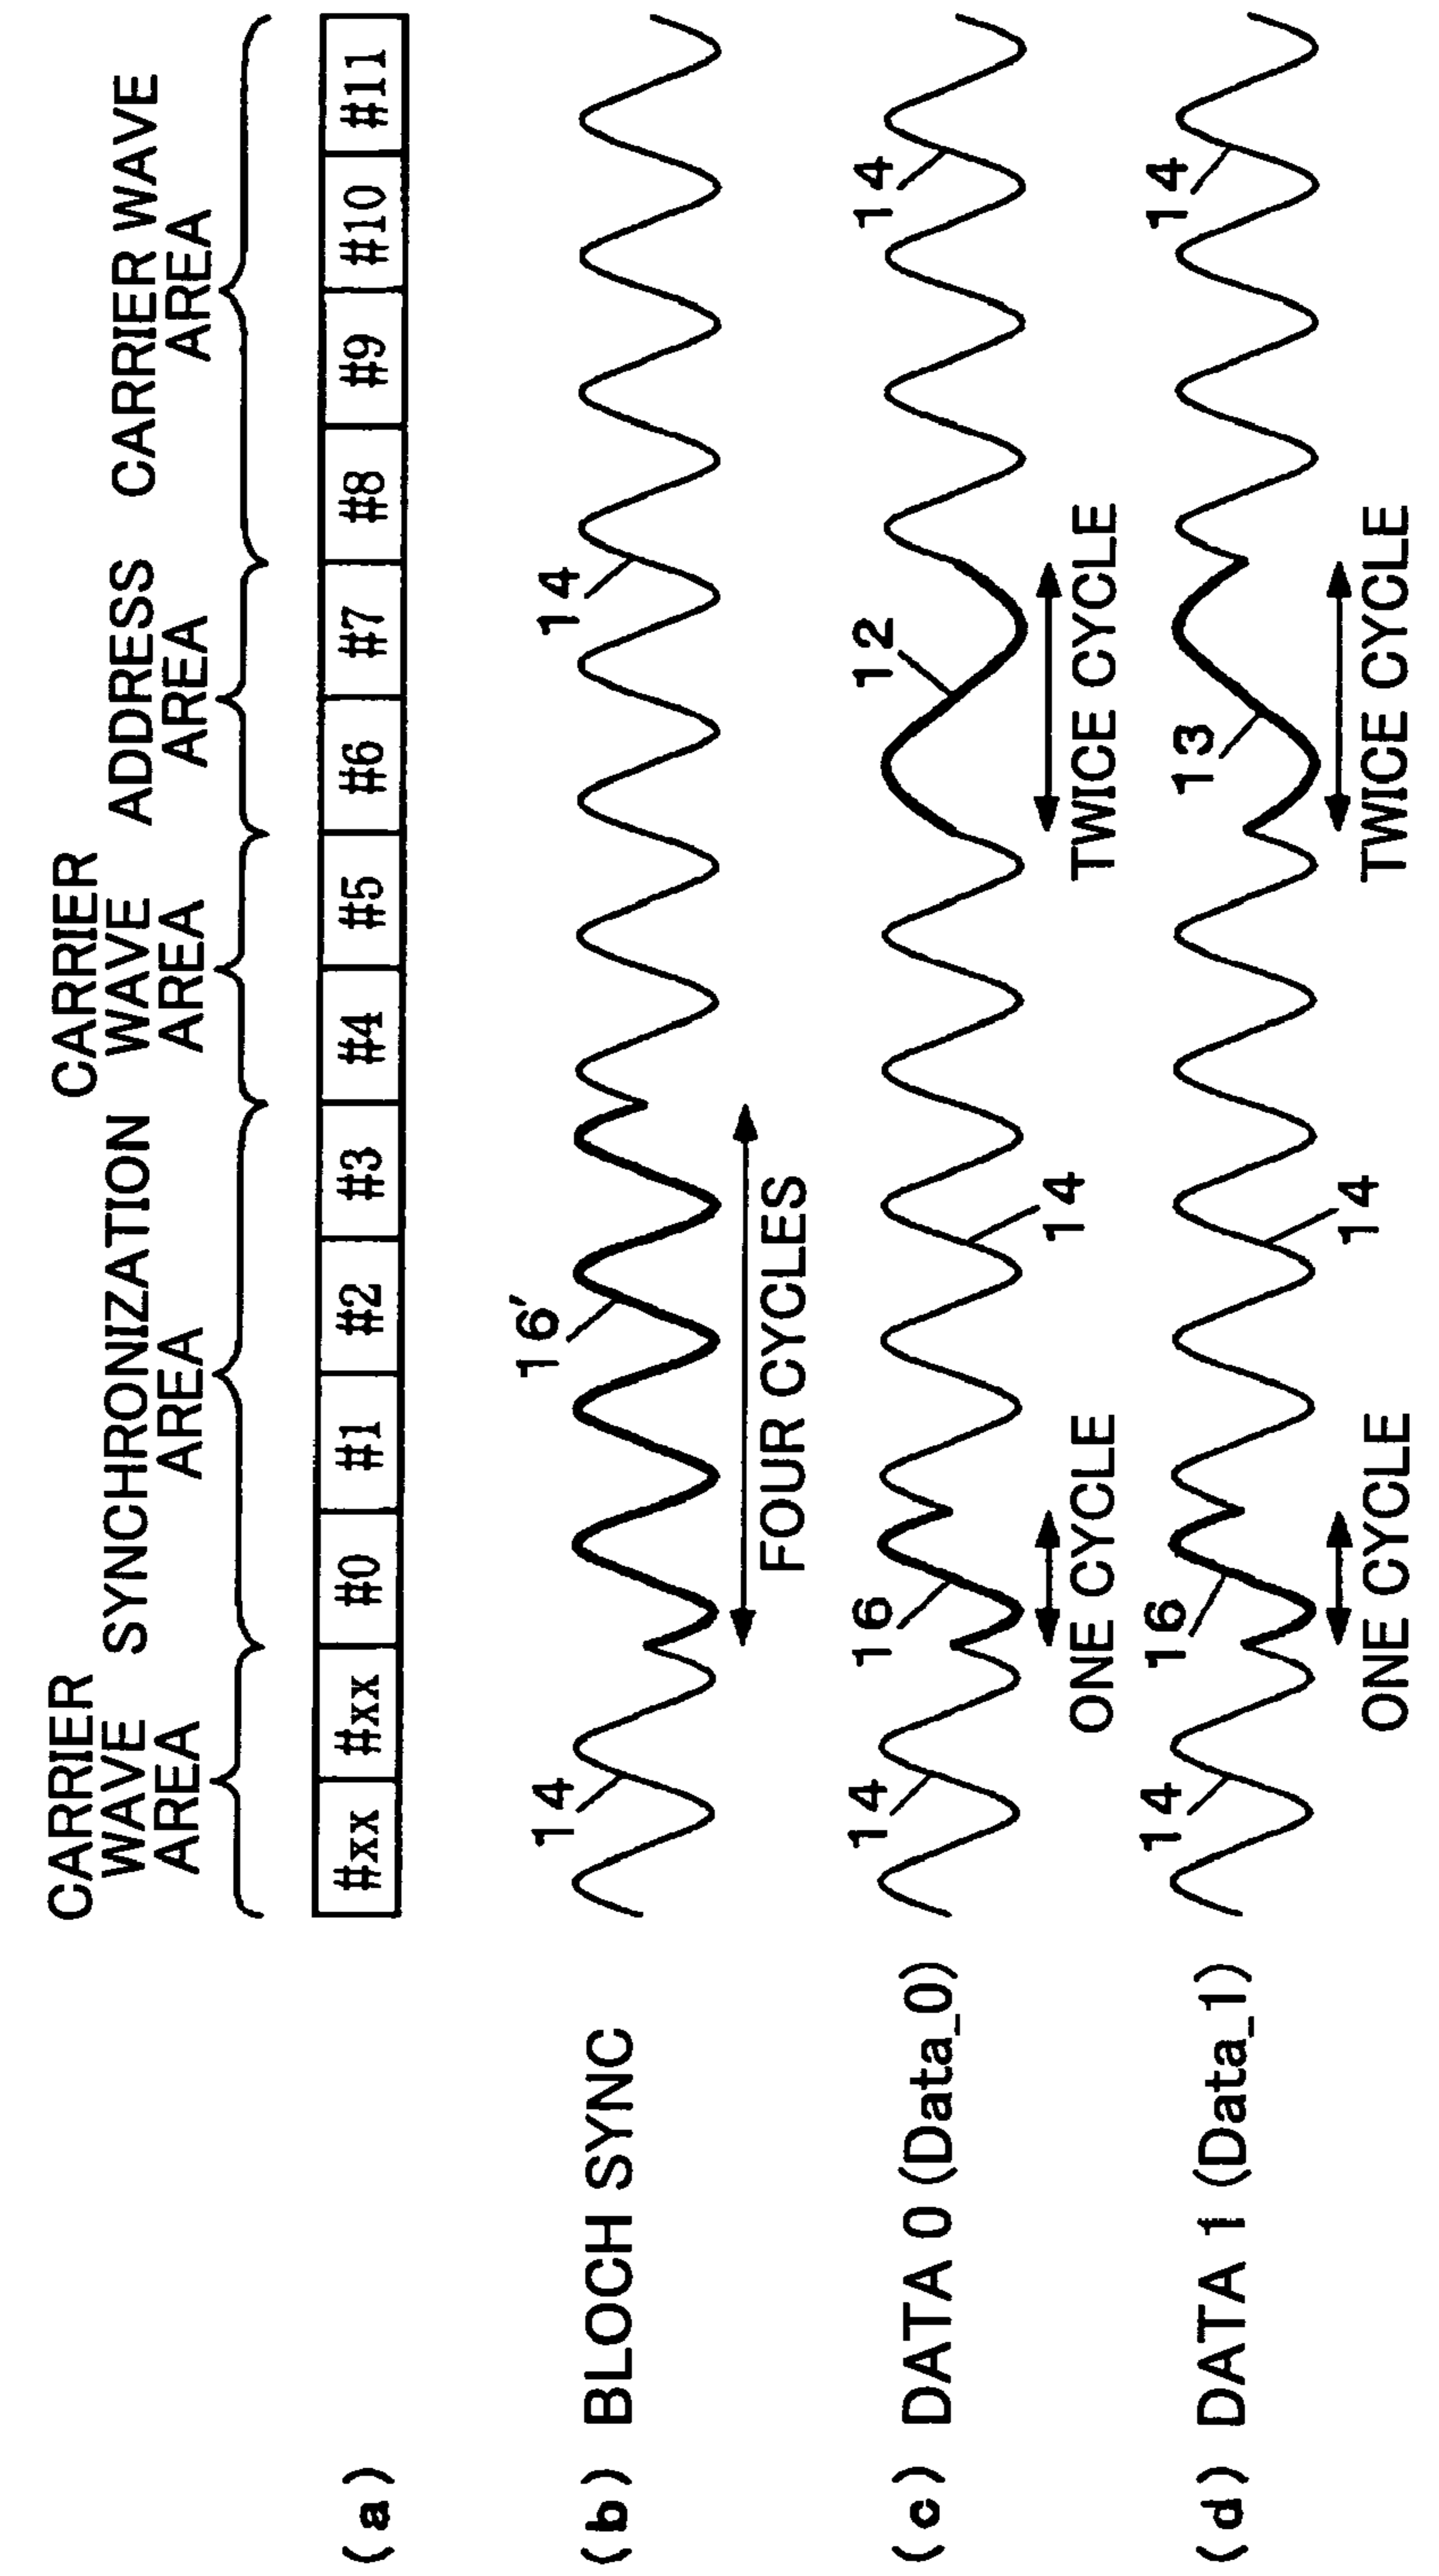 CARRIER
WAVE
AREA
SYNCHRONIZATION
AREA
CARRIER
WAVE
AREA
ADDRESS
AREA
CARRIER WAVE
AREA
(a)
#xx #xx #0 #1 #2 #3 #4 #5 #6 #7 #8 #9 #10 #11
(b) BLOCH SYNC
14
16'
14
FOUR CYCLES
(c) DATA 0 (Data_0)
14
16
14
12
14
ONE CYCLE
TWICE CYCLE
(d) DATA 1 (Data_1)
14
16
14
13
14
ONE CYCLE
TWICE CYCLE